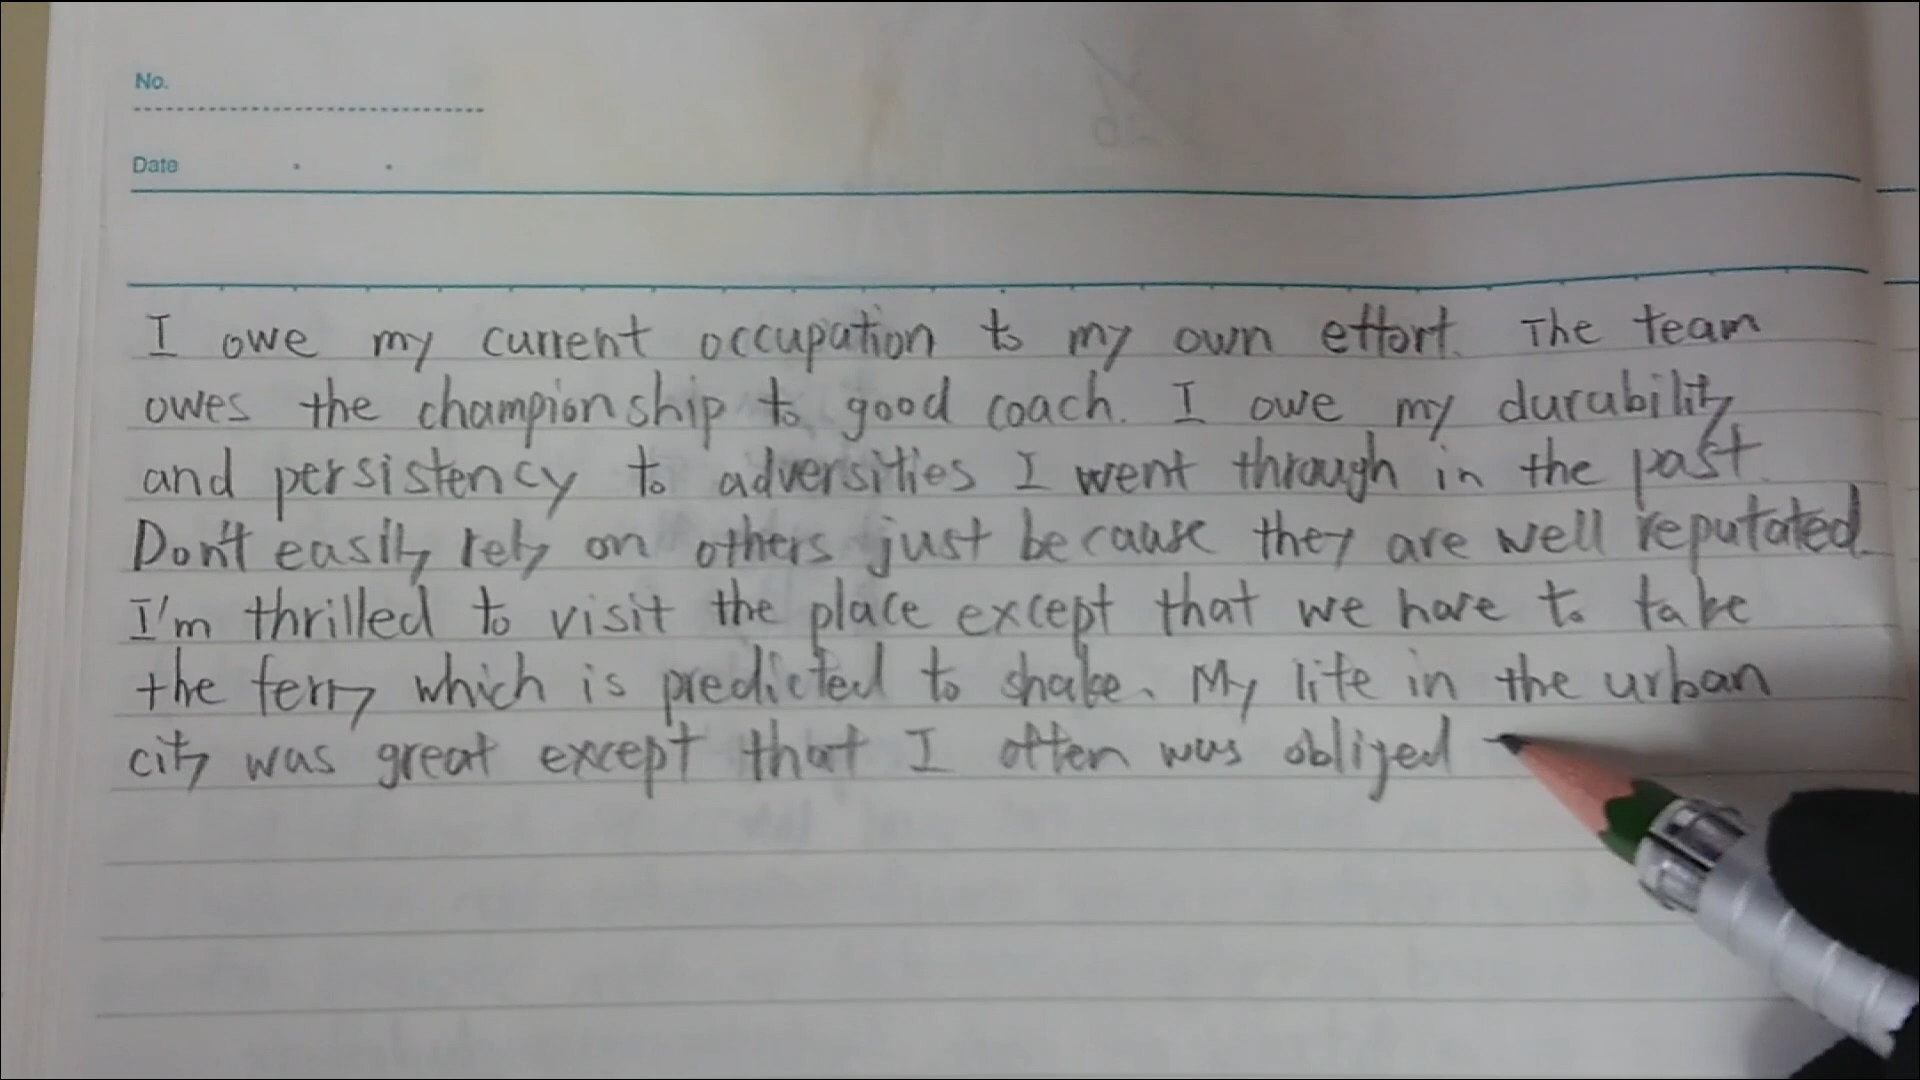 No.
Date
I owe my current occupation to my own effort. The team
owes the championship to good coach. I owe my durability
and persistency to adversities I went through in the past.
Don't easily rely on others just because they are well reputated.
I'm thrilled to visit the place except that we have to take
the ferry which is predicted to shake. My life in the urban
city was great except that I often was obliged